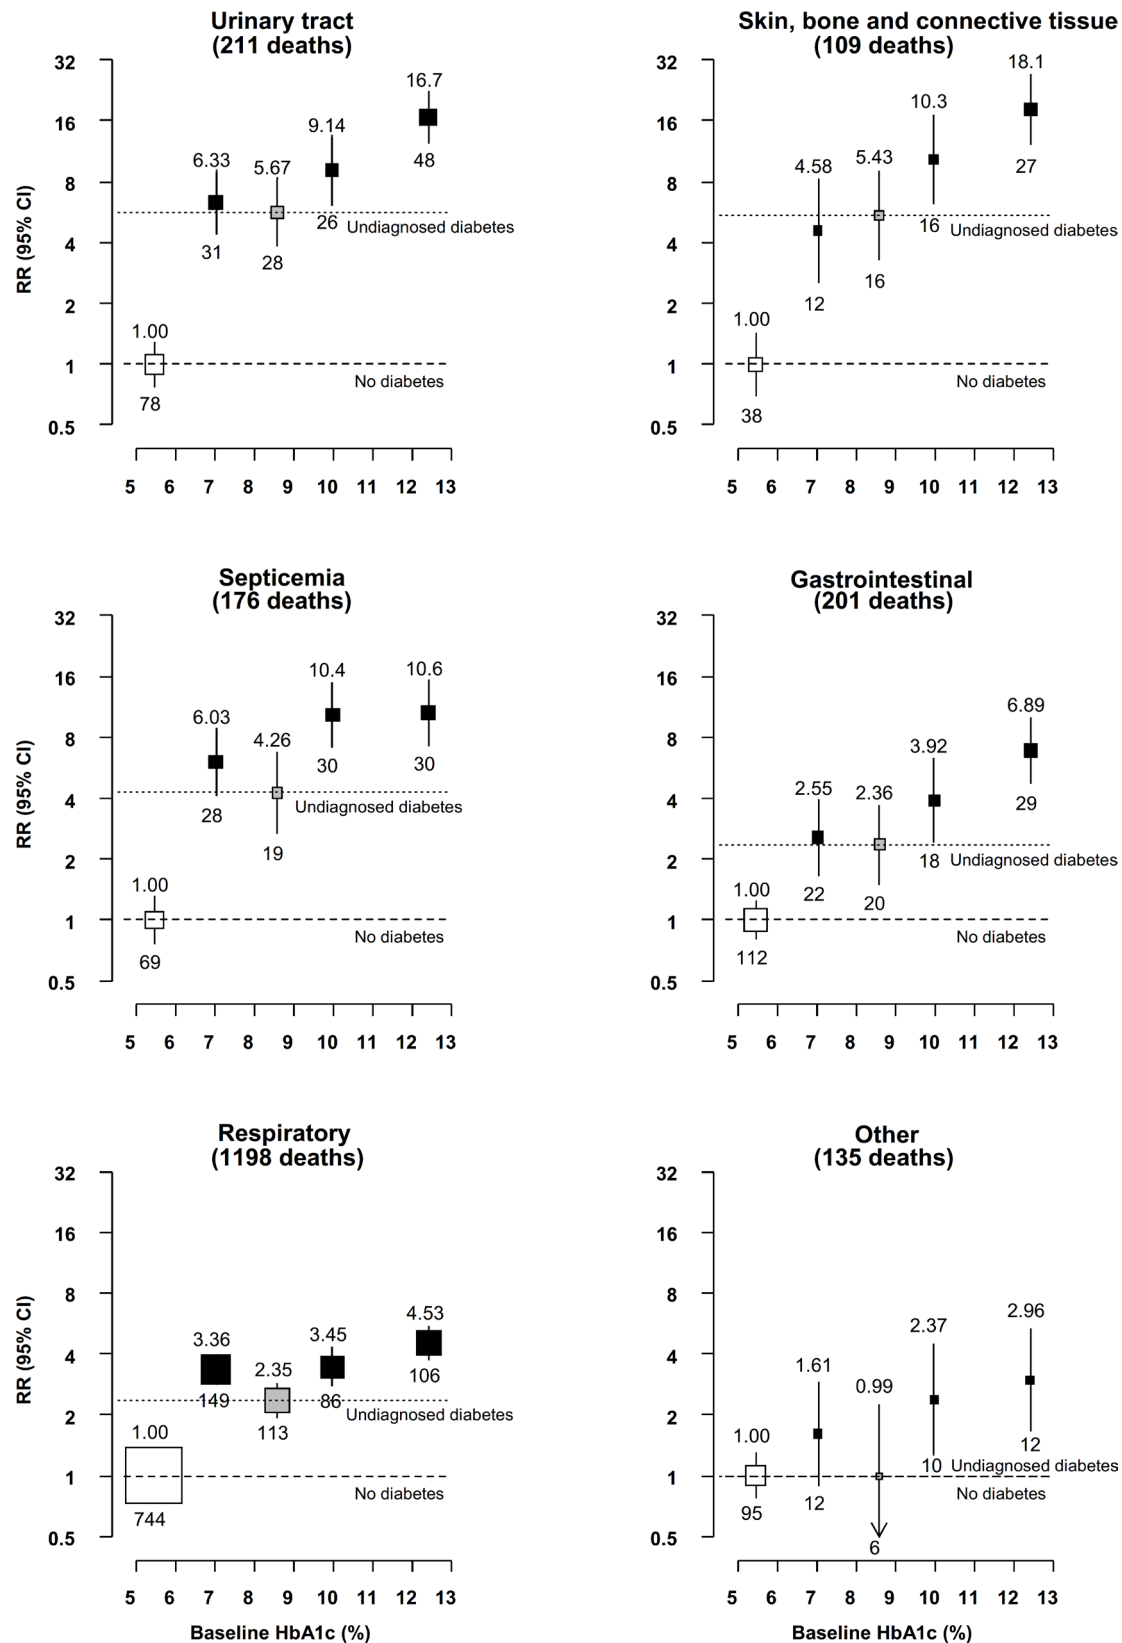 Urinary tract
(211 deaths)
RR (95% CI)
32
16
8
4
2
1
0.5
16.7
48
9.14
26
6.33
31
5.67
28
Undiagnosed diabetes
1.00
78
No diabetes
5 6 7 8 9 10 11 12 13
Skin, bone and connective tissue
(109 deaths)
32
16
8
4
2
1
0.5
18.1
27
10.3
16
4.58
12
5.43
16
Undiagnosed diabetes
1.00
38
No diabetes
5 6 7 8 9 10 11 12 13
Septicemia
(176 deaths)
RR (95% CI)
32
16
8
4
2
1
0.5
10.4
30
10.6
30
6.03
28
4.26
19
Undiagnosed diabetes
1.00
69
No diabetes
5 6 7 8 9 10 11 12 13
Gastrointestinal
(201 deaths)
32
16
8
4
2
1
0.5
6.89
29
3.92
18
2.55
22
2.36
20
Undiagnosed diabetes
1.00
112
No diabetes
5 6 7 8 9 10 11 12 13
Respiratory
(1198 deaths)
RR (95% CI)
32
16
8
4
2
1
0.5
4.53
106
3.45
86
3.36
149
2.35
113
Undiagnosed diabetes
1.00
744
No diabetes
5 6 7 8 9 10 11 12 13
Baseline HbA1c (%)
Other
(135 deaths)
32
16
8
4
2
1
0.5
2.96
12
2.37
10
1.61
12
0.99
6
Undiagnosed diabetes
1.00
95
No diabetes
5 6 7 8 9 10 11 12 13
Baseline HbA1c (%)